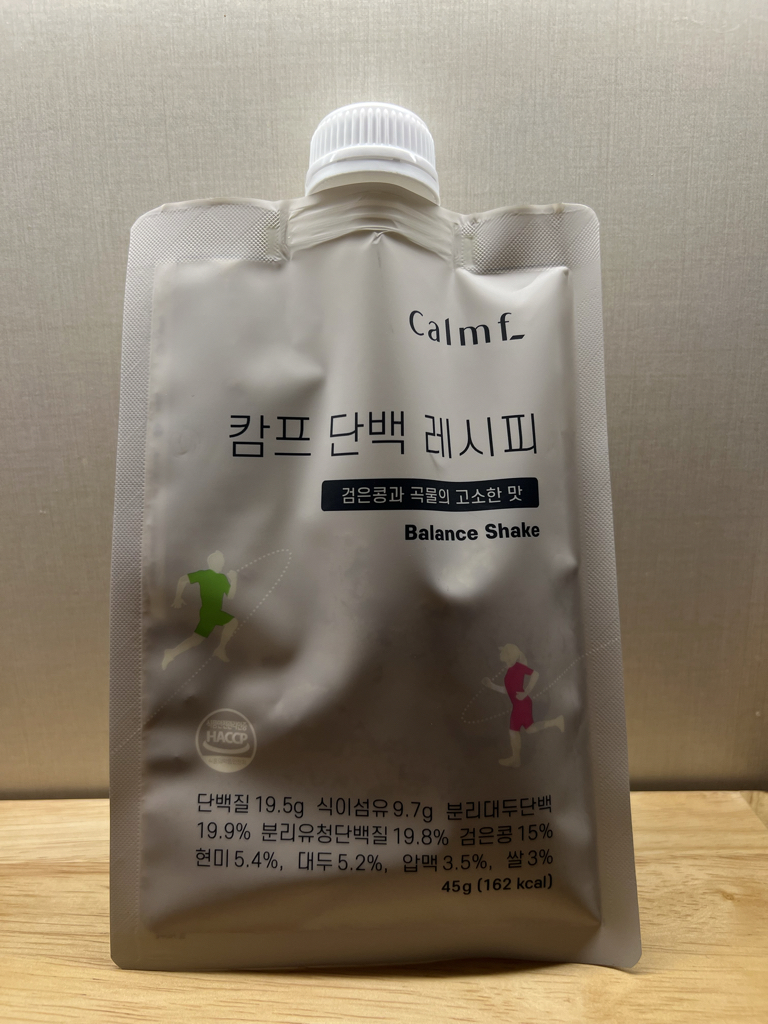 Calmf
캄프 단백 레시피
검은콩과 곡물의 고소한 맛
Balance Shake
HACCP
단백질 19.5g 식이섬유 9.7g 분리대두단백
19.9% 분리유청단백질 19.8% 검은콩 15%
현미 5.4%, 대두 5.2%, 압맥 3.5%, 쌀 3%
45g (162 kcal)